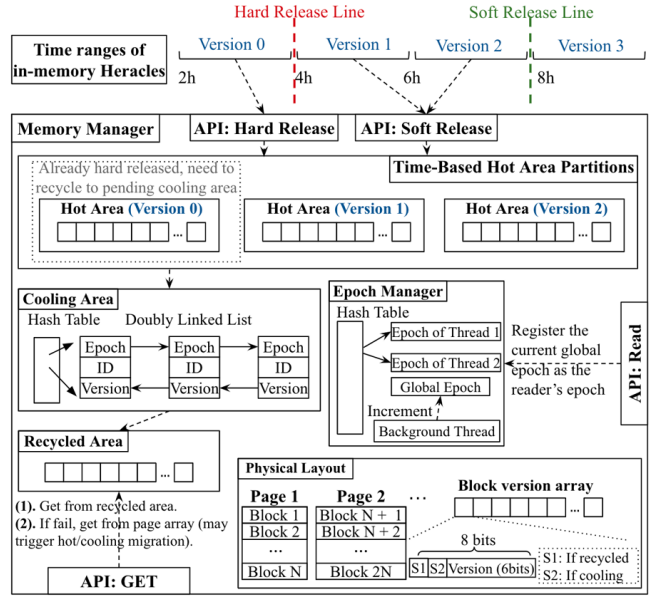 Hard Release Line
Soft Release Line
Time ranges of
in-memory Heracles
Version 0
Version 1
Version 2
Version 3
2h
4h
6h
8h
Memory Manager
API: Hard Release
API: Soft Release
Already hard released, need to
recycle to pending cooling area
Time-Based Hot Area Partitions
Hot Area (Version 0)
...
Hot Area (Version 1)
...
Hot Area (Version 2)
...
Cooling Area
Hash Table
Doubly Linked List
Epoch
ID
Version
Epoch
ID
Version
Epoch
ID
Version
Epoch Manager
Hash Table
Epoch of Thread 1
Epoch of Thread 2
Global Epoch
Increment
Background Thread
Register the
current global
epoch as the
reader's epoch
API: Read
Recycled Area
...
(1). Get from recycled area.
(2). If fail, get from page array (may
trigger hot/cooling migration).
API: GET
Physical Layout
Page 1
Block 1
Block 2
...
Block N
Page 2
Block N + 1
Block N + 2
...
Block 2N
...
Block version array
...
8 bits
S1 S2 Version (6bits)
S1: If recycled
S2: If cooling